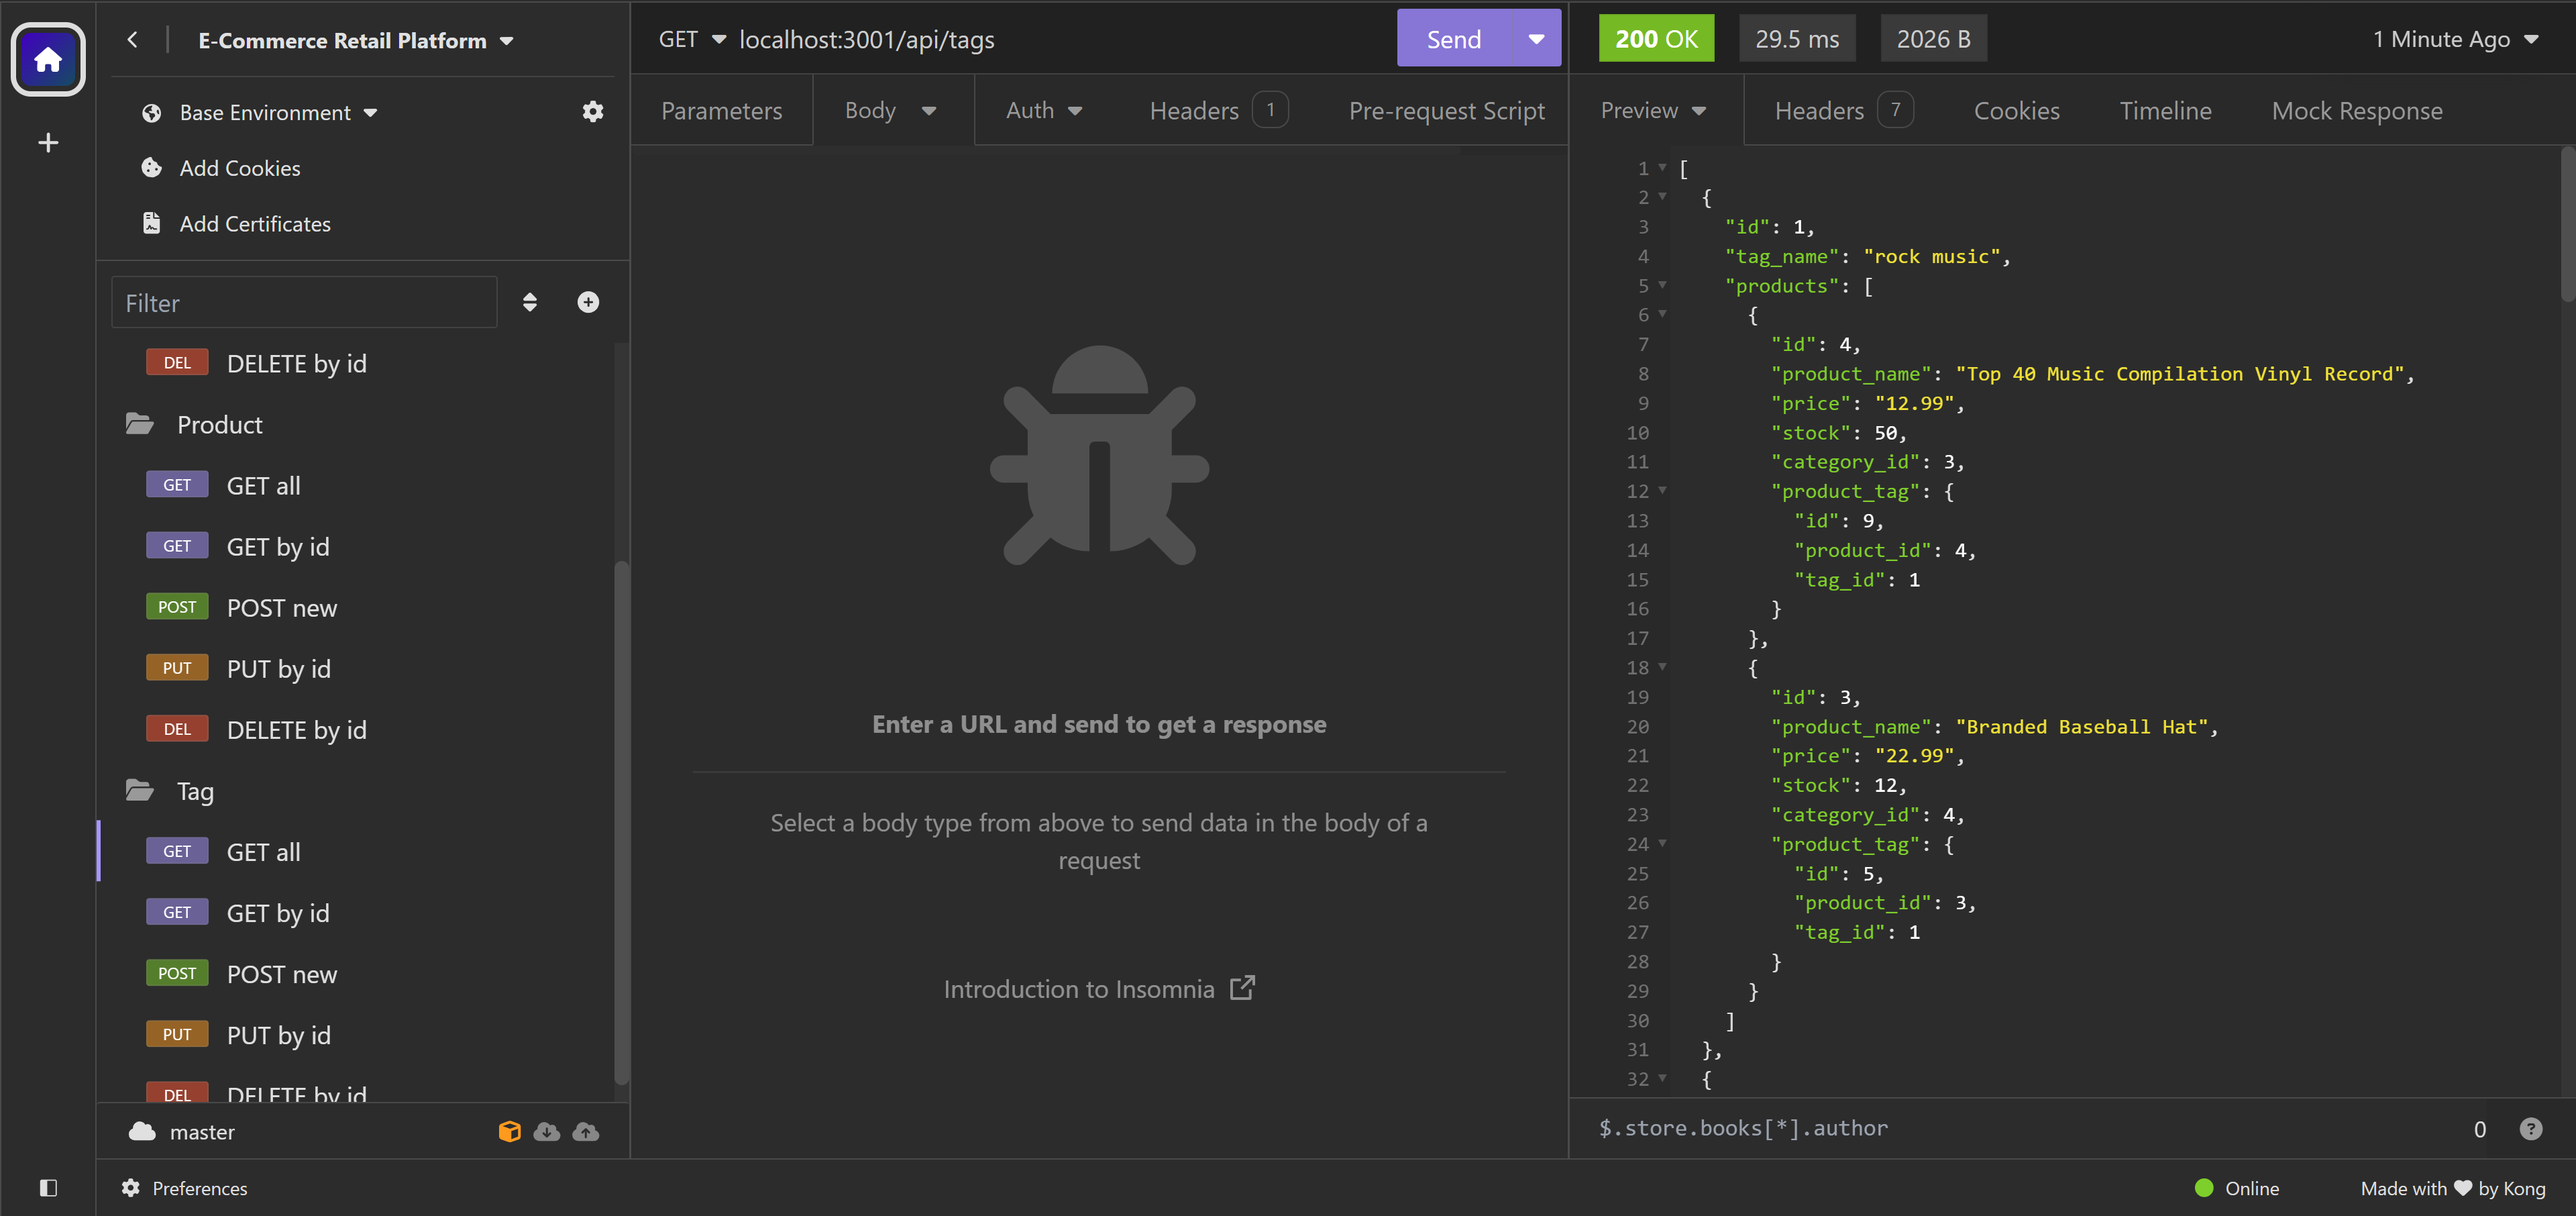 E-Commerce Retail Platform
Base Environment
Add Cookies
Add Certificates
Filter
DEL DELETE by id
Product
GET GET all
GET GET by id
POST POST new
PUT PUT by id
DEL DELETE by id
Tag
GET GET all
GET GET by id
POST POST new
PUT PUT by id
DEL DELETE by id
master
Preferences
GET localhost:3001/api/tags Send
Parameters Body Auth Headers 1 Pre-request Script
Enter a URL and send to get a response
Select a body type from above to send data in the body of a
request
Introduction to Insomnia
200 OK 29.5 ms 2026 B 1 Minute Ago
Preview Headers 7 Cookies Timeline Mock Response
1 [
2 {
3 "id": 1,
4 "tag_name": "rock music",
5 "products": [
6 {
7 "id": 4,
8 "product_name": "Top 40 Music Compilation Vinyl Record",
9 "price": "12.99",
10 "stock": 50,
11 "category_id": 3,
12 "product_tag": {
13 "id": 9,
14 "product_id": 4,
15 "tag_id": 1
16 }
17 },
18 {
19 "id": 3,
20 "product_name": "Branded Baseball Hat",
21 "price": "22.99",
22 "stock": 12,
23 "category_id": 4,
24 "product_tag": {
25 "id": 5,
26 "product_id": 3,
27 "tag_id": 1
28 }
29 }
30 ]
31 },
32 {
$.store.books[*].author 0
Online Made with ♥ by Kong